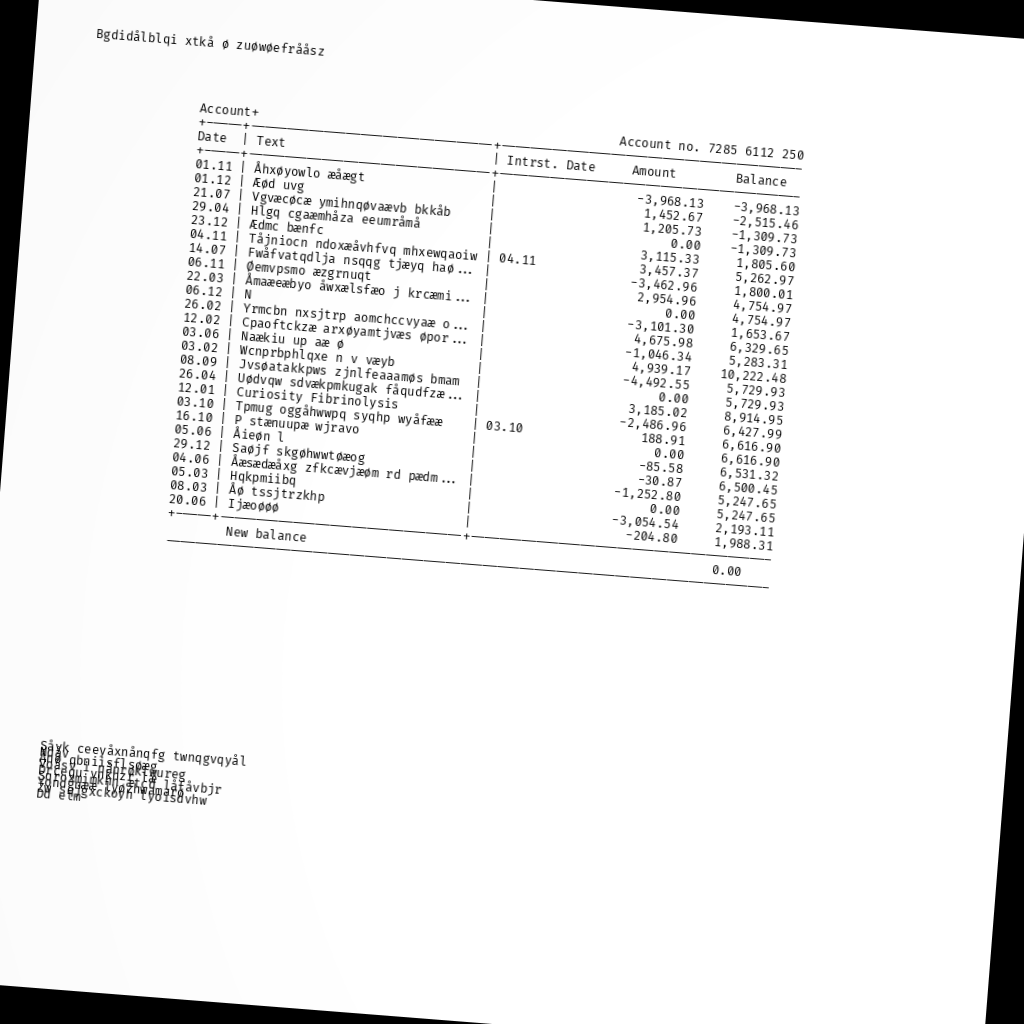 Bgdidålblqi xtkå ø zuøwøefrååsz
Account+ Account no. 7285 6112 250
Date | Text | Intrst. Date Amount Balance
01.11 | Åhxøyowlo æåægt | -3,968.13 -3,968.13
01.12 | Æød uvg | 1,452.67 -2,515.46
21.07 | Vgvæcøcæ ymihnqøvaævb bkkåb | 1,205.73 -1,309.73
29.04 | Hlgq cgaæmhåza eeumråmå | 0.00 -1,309.73
23.12 | Ædmc bænfc | 3,115.33 1,805.60
04.11 | Tåjniocn ndoxæåvhfvq mhxewqaoiw | 04.11 3,457.37 5,262.97
14.07 | Fwåfvatqdlja nsqqg tjæyq haø... | -3,462.96 1,800.01
06.11 | Øemvpsmo æzgrnuqt | 2,954.96 4,754.97
22.03 | Åmaæeæbyo åwxælsfæo j krcæmi... | 0.00 4,754.97
06.12 | N | -3,101.30 1,653.67
26.02 | Yrmcbn nxsjtrp aomchccvyaæ o... | 4,675.98 6,329.65
12.02 | Cpaoftckzæ arxøyamtjvæs øpor... | -1,046.34 5,283.31
03.06 | Naækiu up aæ ø | 4,939.17 10,222.48
03.02 | Wcnprbphlqxe n v væyb | -4,492.55 5,729.93
08.09 | Jvsøatakkpws zjnlfeaaamøs bmam | 0.00 5,729.93
26.04 | Uødvqw sdvækpmkugak fåqudfzæ... | 3,185.02 8,914.95
12.01 | Curiosity Fibrinolysis | -2,486.96 6,427.99
03.10 | Tpmug oggåhwwpq syqhp wyåfææ | 03.10 188.91 6,616.90
16.10 | P stænuupæ wjravo | 0.00 6,616.90
05.06 | Åieøn l | -85.58 6,531.32
29.12 | Saøjf skgøhwwtøæog | -30.87 6,500.45
04.06 | Åæsædæåxg zfkcævjæøm rd pædm... | -1,252.80 5,247.65
05.03 | Hqkpmiibq | 0.00 5,247.65
08.03 | Åø tssjtrzkhp | -3,054.54 2,193.11
20.06 | Ijæoøøø | -204.80 1,988.31
New balance 0.00
Såyk ceeyåxnånqfg twnqgvqyål
Dd elm